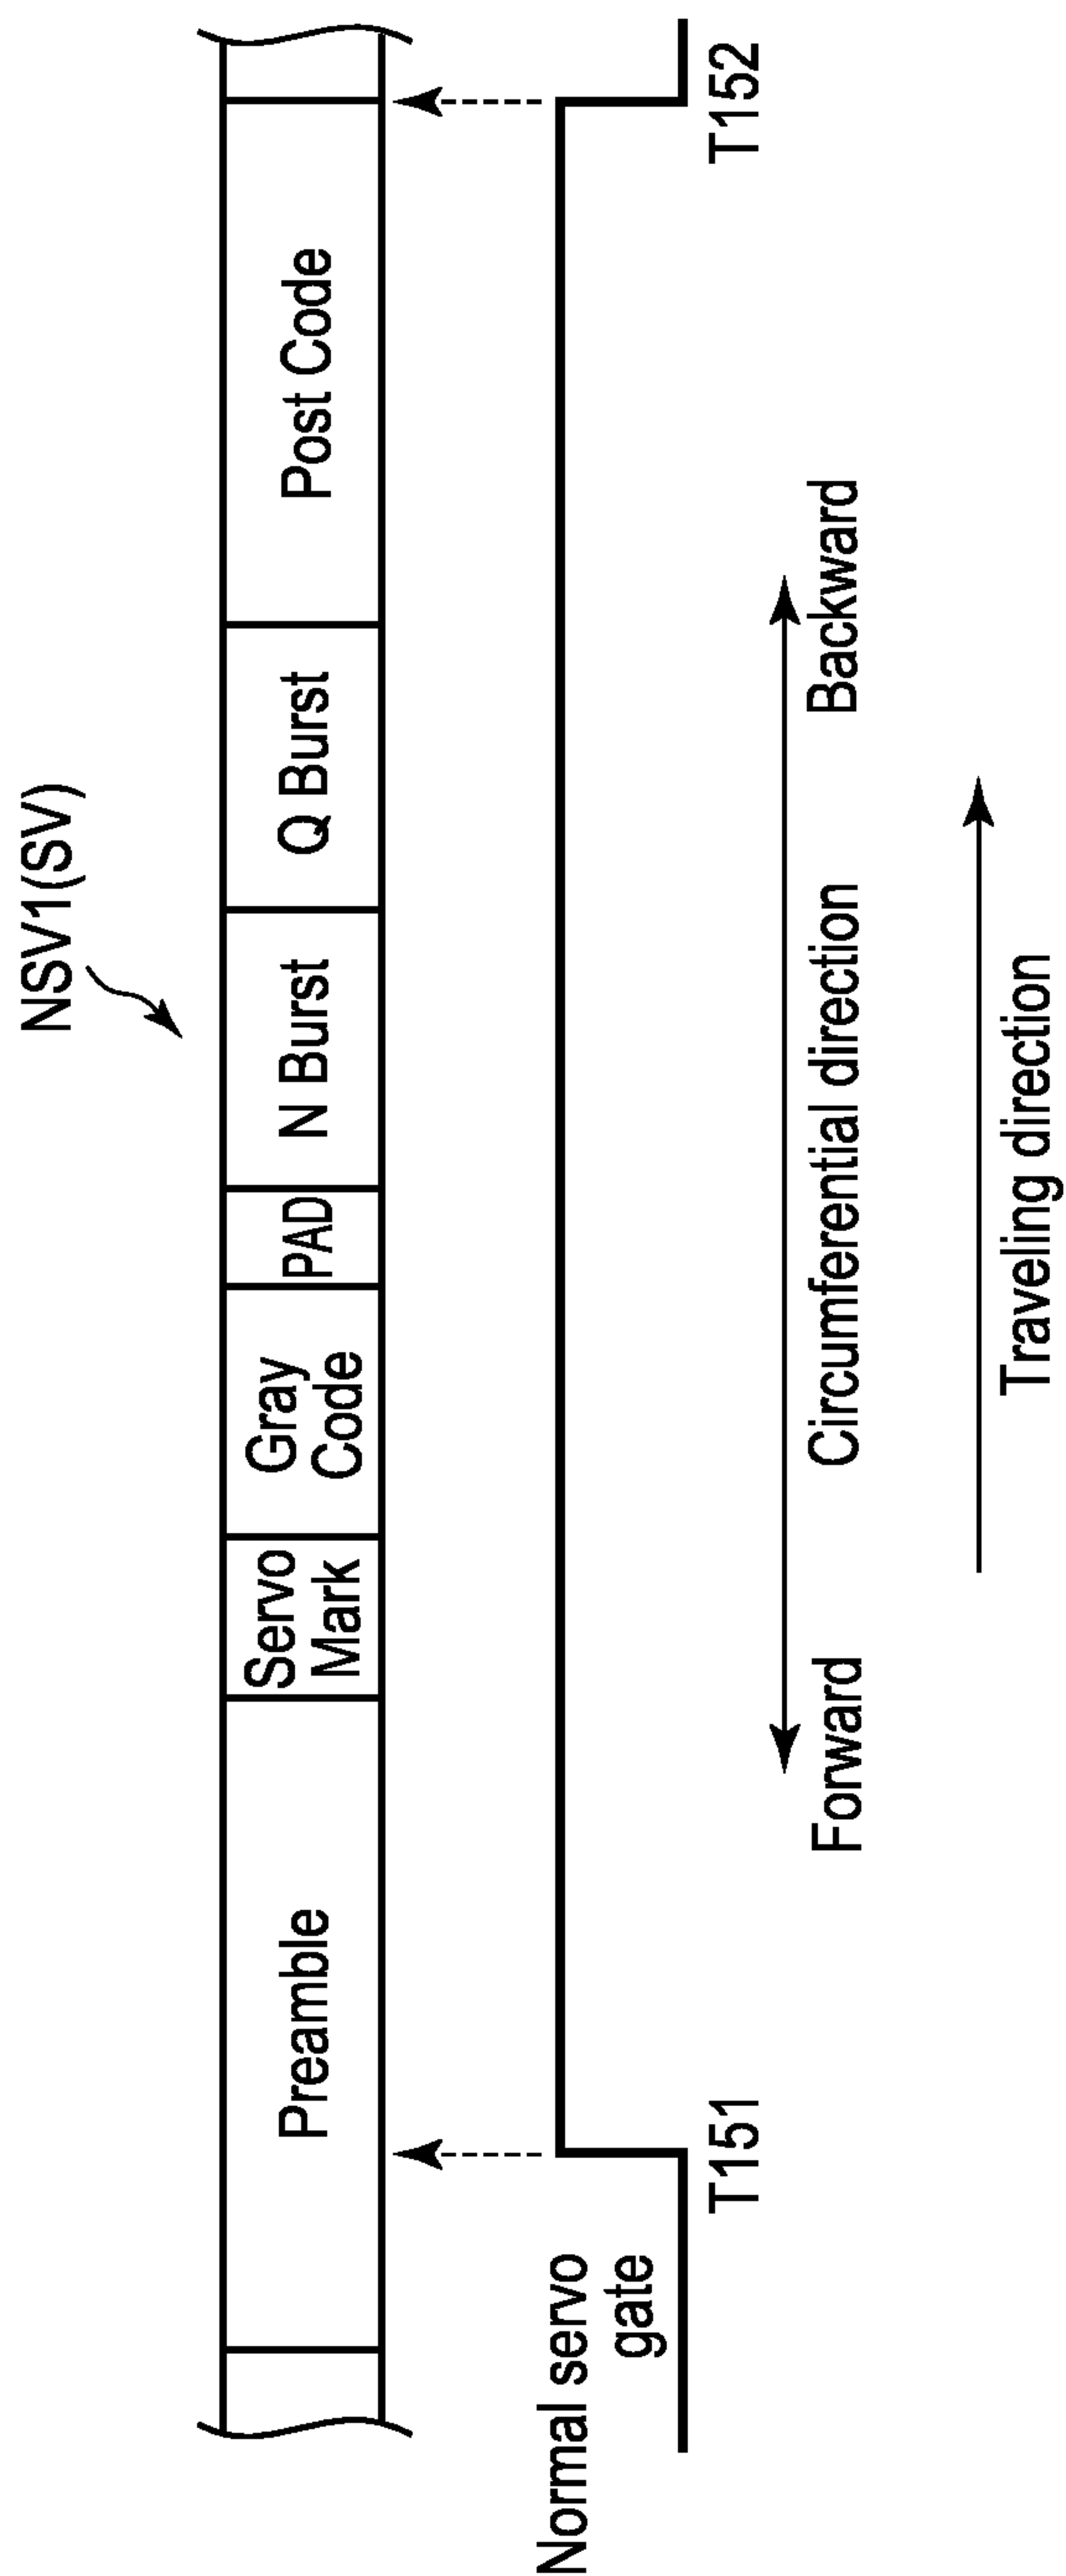 NSV1(SV)
Preamble
Servo
Mark
Gray
Code
PAD
N Burst
Q Burst
Post Code
Normal servo
gate
T151
T152
Forward
Circumferential direction
Backward
Traveling direction